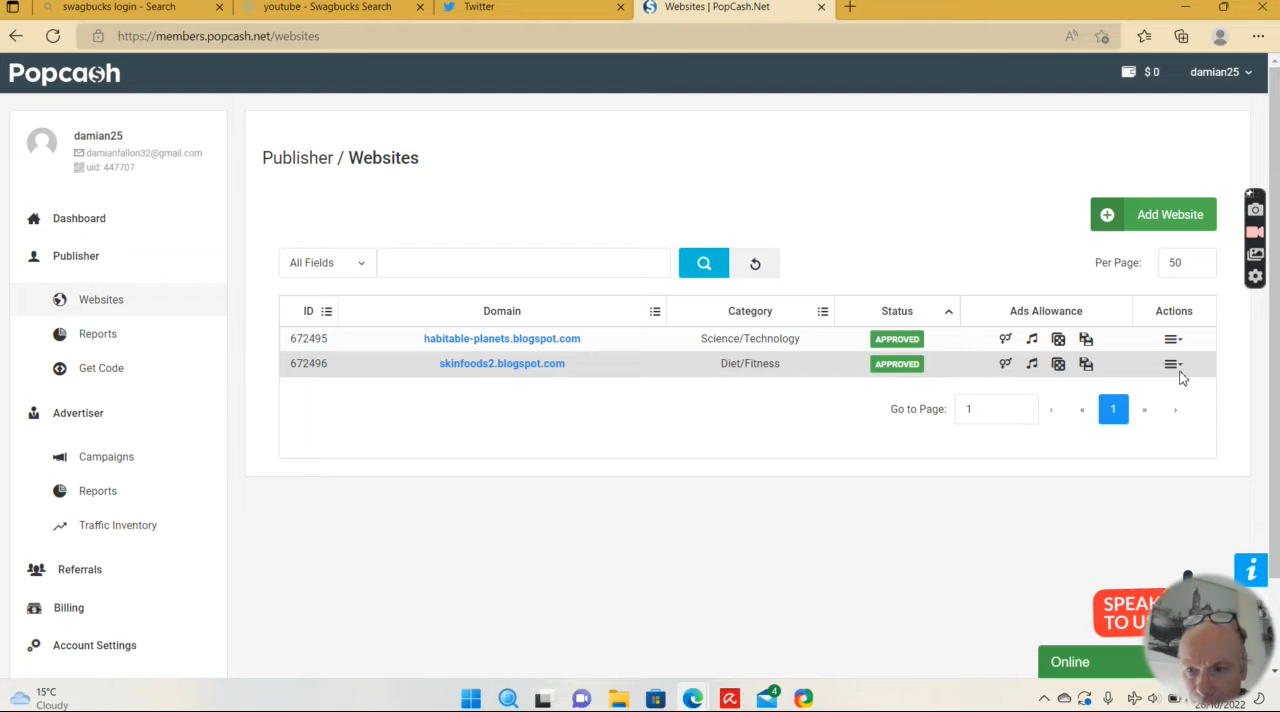 swagbucks login - Search
youtube - Swagbucks Search
Twitter
Websites | PopCash.Net
https://members.popcash.net/websites
Popcash
$ 0
damian25
damian25
damianfallon32@gmail.com
uid: 447707
Dashboard
Publisher
Websites
Reports
Get Code
Advertiser
Campaigns
Reports
Traffic Inventory
Referrals
Billing
Account Settings
Publisher / Websites
Add Website
All Fields
Per Page: 50
ID Domain Category Status Ads Allowance Actions
672495 habitable-planets.blogspot.com Science/Technology APPROVED
672496 skinfoods2.blogspot.com Diet/Fitness APPROVED
Go to Page: 1 ‹ « 1 » ›
SPEAK
TO U
Online
15°C
Cloudy
4
26/10/2022